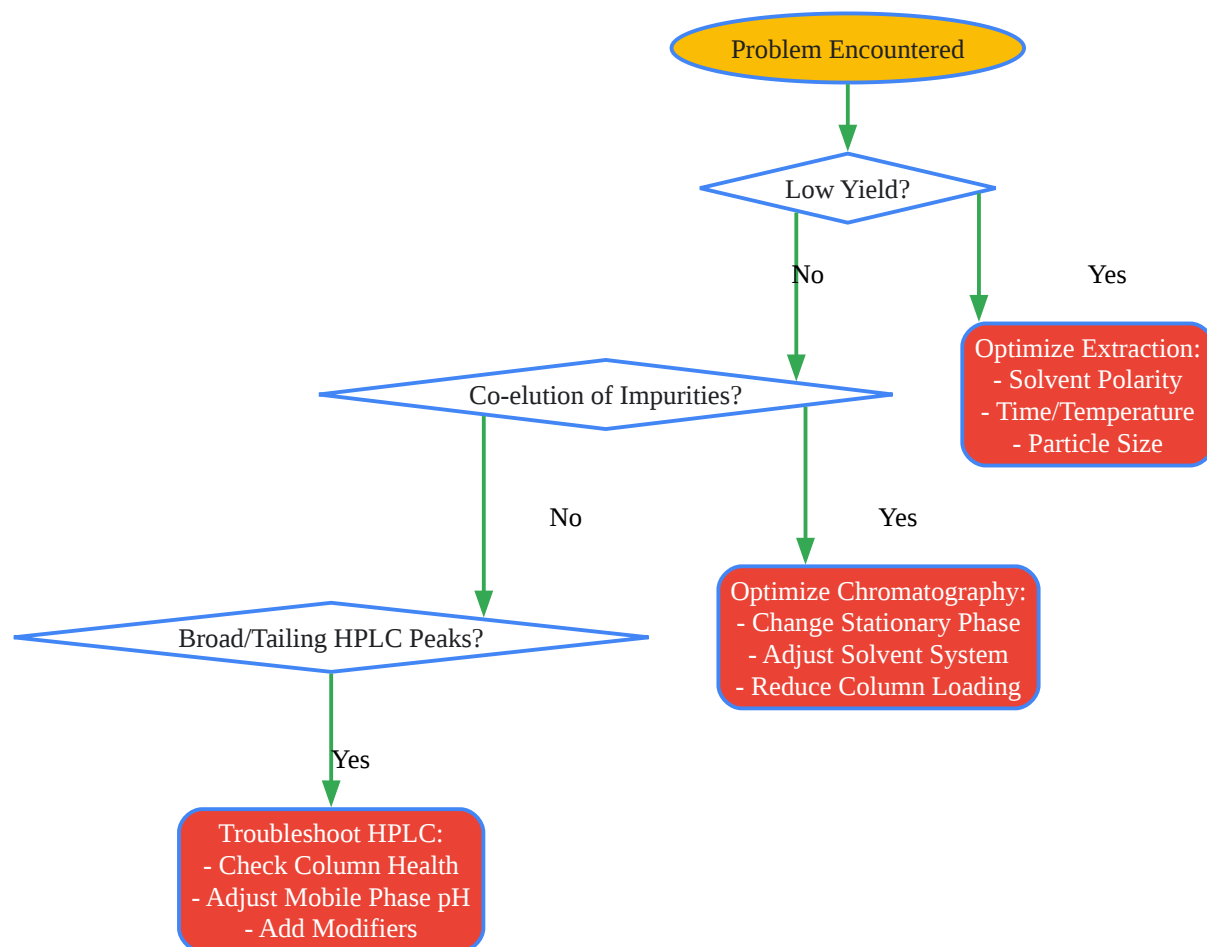 Problem Encountered
Low Yield?
No
Yes
Optimize Extraction:
- Solvent Polarity
- Time/Temperature
- Particle Size
Co-elution of Impurities?
No
Yes
Optimize Chromatography:
- Change Stationary Phase
- Adjust Solvent System
- Reduce Column Loading
Broad/Tailing HPLC Peaks?
Yes
Troubleshoot HPLC:
- Check Column Health
- Adjust Mobile Phase pH
- Add Modifiers